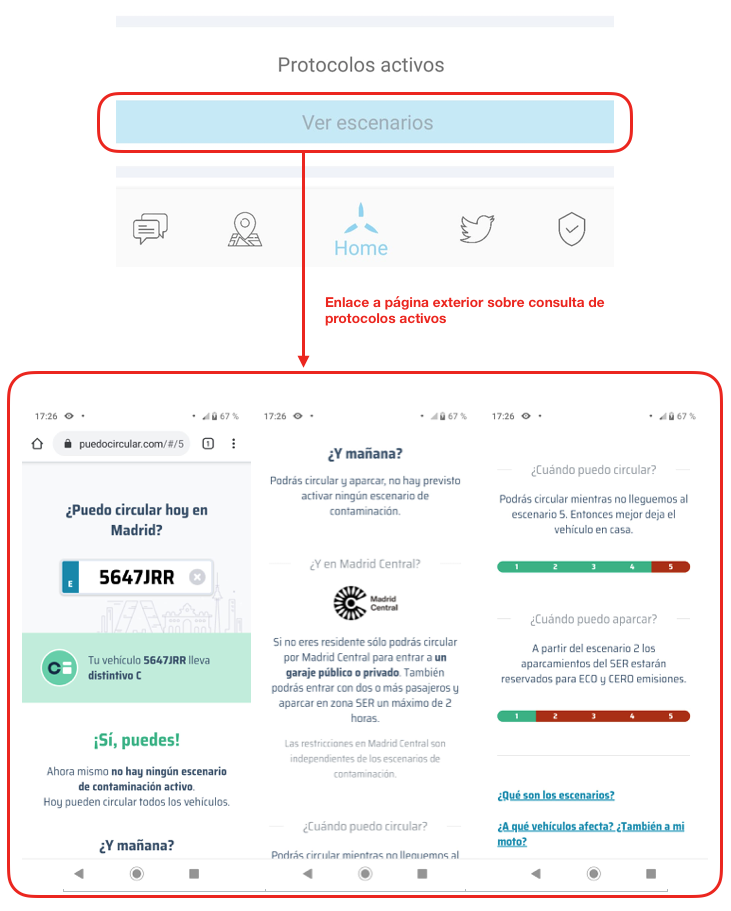 Protocolos activos
Ver escenarios
Home
Enlace a página exterior sobre consulta de
protocolos activos
17:26
67 %
puedocircular.com/#/5
1
¿Puedo circular hoy en
Madrid?
E
5647JRR
C
Tu vehículo 5647JRR lleva
distintivo C
¡Sí, puedes!
Ahora mismo no hay ningún escenario
de contaminación activo.
Hoy pueden circular todos los vehículos.
¿Y mañana?
17:26
67 %
¿Y mañana?
Podrás circular y aparcar, no hay previsto
activar ningún escenario de
contaminación.
¿Y en Madrid Central?
Madrid
Central
Si no eres residente sólo podrás circular
por Madrid Central para entrar a un
garaje público o privado. También
podrás entrar con dos o más pasajeros y
aparcar en zona SER un máximo de 2
horas.
Las restricciones en Madrid Central son
independientes de los escenarios de
contaminación.
¿Cuándo puedo circular?
Podrás circular mientras no lleguemos al
17:26
67 %
¿Cuándo puedo circular?
Podrás circular mientras no lleguemos al
escenario 5. Entonces mejor deja el
vehículo en casa.
1 2 3 4 5
¿Cuándo puedo aparcar?
A partir del escenario 2 los
aparcamientos del SER estarán
reservados para ECO y CERO emisiones.
1 2 3 4 5
¿Qué son los escenarios?
¿A qué vehículos afecta? ¿También a mi
moto?